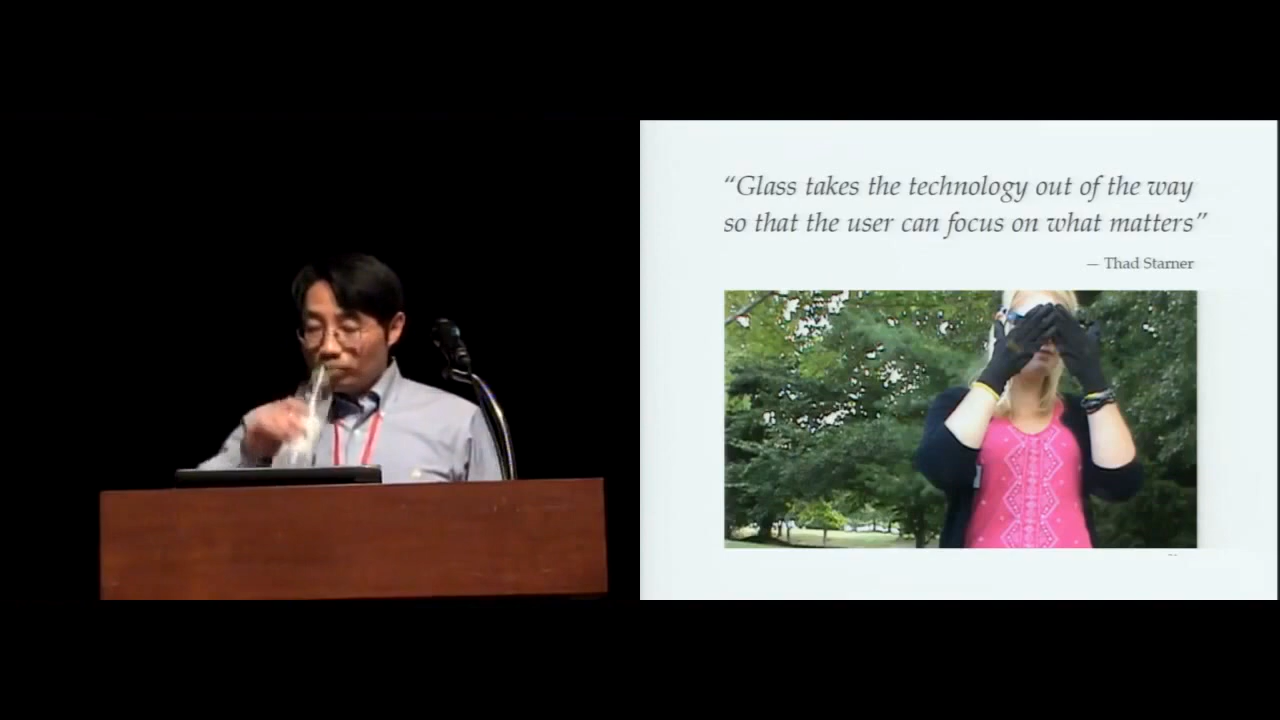 “Glass takes the technology out of the way
so that the user can focus on what matters”
— Thad Starner